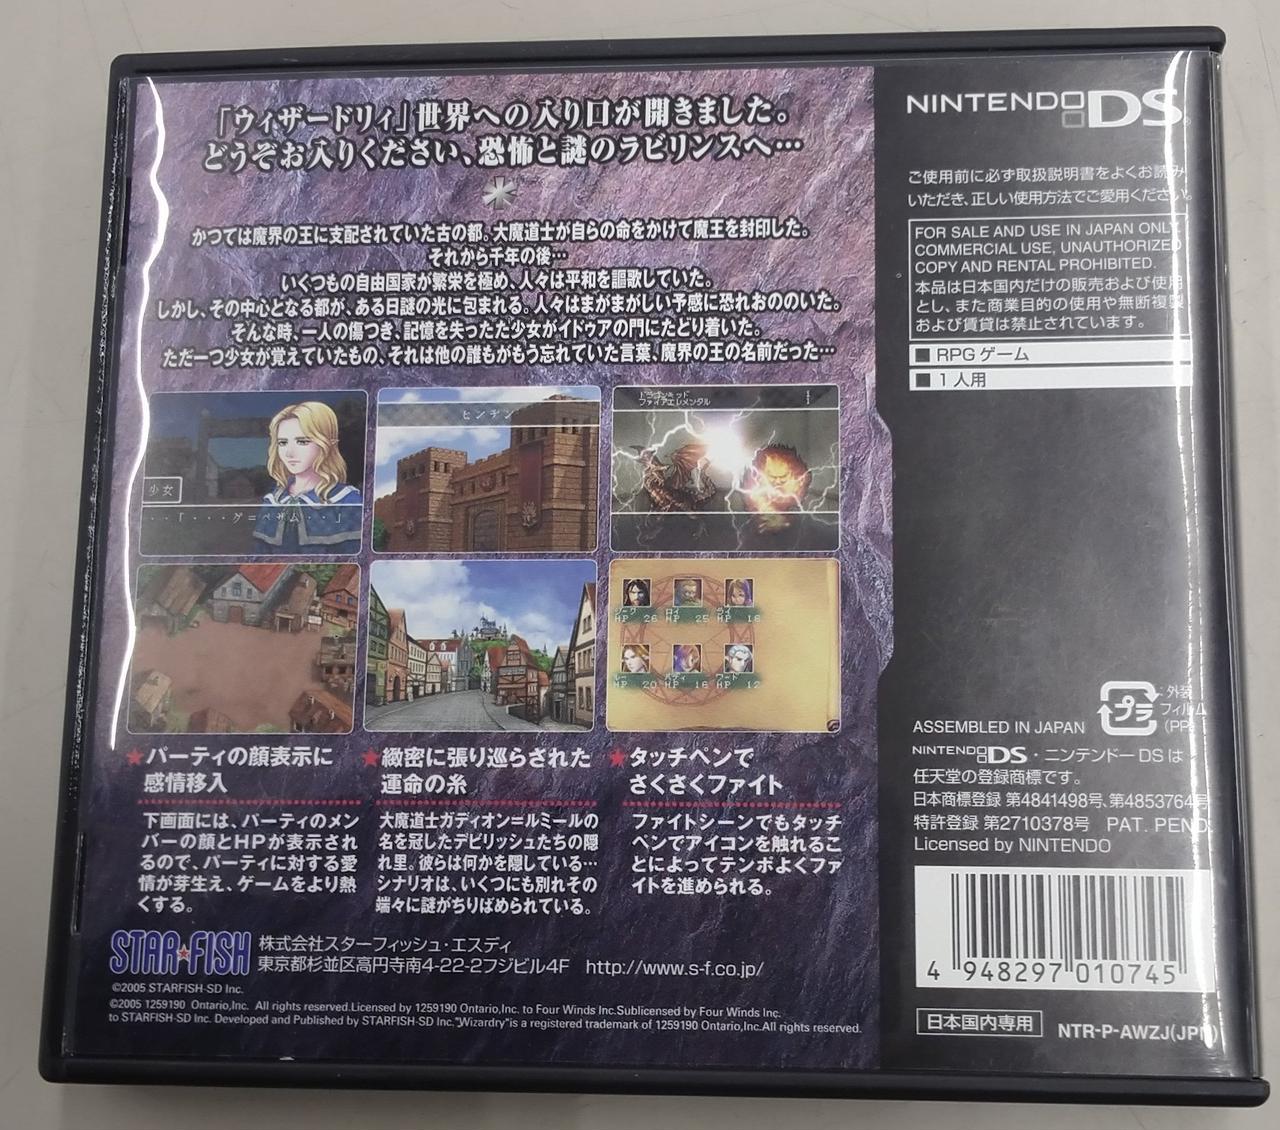 「ウィザードリィ」世界への入り口が開きました。
どうぞお入りください、恐怖と謎のラビリンスへ…
かつては魔界の王に支配されていた古の都。大魔道士が自らの命をかけて魔王を封印した。
それから千年の後…
いくつもの自由国家が繁栄を極め、人々は平和を謳歌していた。
しかし、その中心となる都が、ある日謎の光に包まれる。人々はまがまがしい予感に恐れおののいた。
そんな時、一人の傷つき、記憶を失ったた少女がイドゥアの門にたどり着いた。
ただ一つ少女が覚えていたもの、それは他の誰もがもう忘れていた言葉、魔界の王の名前だった…
少女
・・「・・・グ＝ベザム・・」
ヒンヂン
ファイアエレメンタル
HP 26
HP 25
HP 18
HP 20
HP 16
HP 12
★パーティの顔表示に
感情移入
下画面には、パーティのメン
バーの顔とHPが表示され
るので、パーティに対する愛
情が芽生え、ゲームをより熱
くする。
★緻密に張り巡らされた
運命の糸
大魔道士ガディオン＝ルミールの
名を冠したデビリッシュたちの隠
れ里。彼らは何かを隠している…
シナリオは、いくつにも別れその
端々に謎がちりばめられている。
★タッチペンで
さくさくファイト
ファイトシーンでもタッチ
ペンでアイコンを触れるこ
とによってテンポよくファ
イトを進められる。
STAR★FISH
株式会社スターフィッシュ・エスディ
東京都杉並区高円寺南4-22-2フジビル4F http://www.s-f.co.jp/
©2005 STARFISH-SD Inc.
©2005 1259190 Ontario,Inc. All rights reserved.Licensed by 1259190 Ontario,Inc. to Four Winds Inc.Sublicensed by Four Winds Inc.
to STARFISH-SD Inc. Developed and Published by STARFISH-SD Inc."Wizardry"is a registered trademark of 1259190 Ontario,Inc.All rights reserved.
NINTENDO DS
ご使用前に必ず取扱説明書をよくお読み
いただき、正しい使用方法でご愛用ください。
FOR SALE AND USE IN JAPAN ONLY.
COMMERCIAL USE, UNAUTHORIZED
COPY AND RENTAL PROHIBITED.
本品は日本国内だけの販売および使用
とし、また商業目的の使用や無断複製
および賃貸は禁止されています。
■ RPG ゲーム
■ 1人用
プラ
：外装
フィルム
(PP)
ASSEMBLED IN JAPAN
NINTENDO DS・ニンテンドーDSは
任天堂の登録商標です。
日本商標登録 第4841498号、第4853764号
特許登録 第2710378号 PAT. PEND.
Licensed by NINTENDO
4 948297 010745
日本国内専用
NTR-P-AWZJ(JPN)